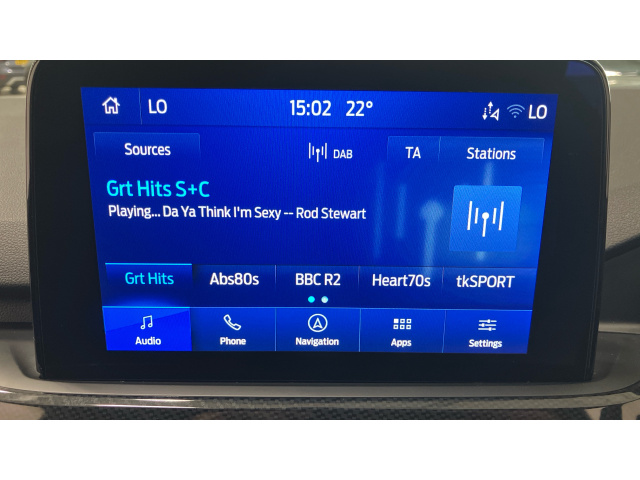 LO 15:02 22° LO
Sources DAB TA Stations
Grt Hits S+C
Playing... Da Ya Think I'm Sexy -- Rod Stewart
Grt Hits Abs80s BBC R2 Heart70s tkSPORT
Audio Phone Navigation Apps Settings